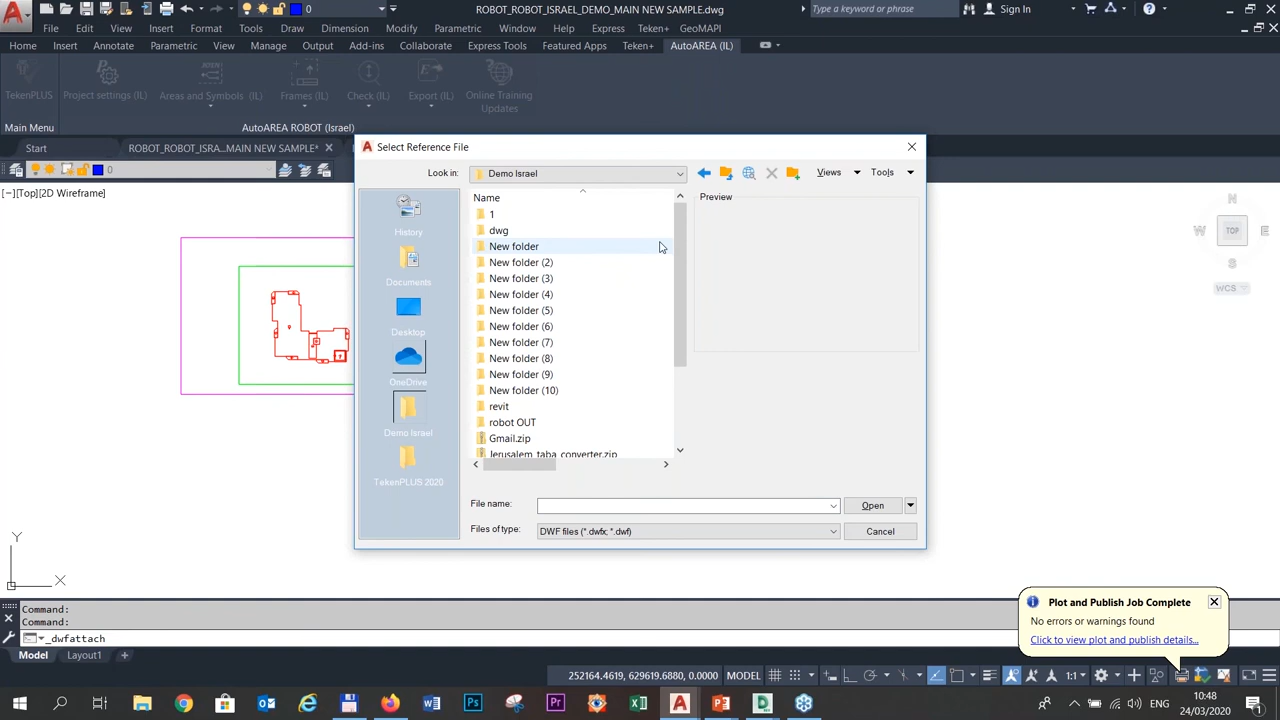 0
ROBOT_ROBOT_ISRAEL_DEMO_MAIN NEW SAMPLE.dwg
Type a keyword or phrase
Sign In
File Edit View Insert Format Tools Draw Dimension Modify Parametric Window Help Express Teken+ GeoMAPI
Home Insert Annotate Parametric View Manage Output Add-ins Collaborate Express Tools Featured Apps Teken+ AutoAREA (IL)
TekenPLUS Project settings (IL) Areas and Symbols (IL) Frames (IL) Check (IL) Export (IL) Online Training
Updates
Main Menu AutoAREA ROBOT (Israel)
Start ROBOT_ROBOT_ISRA...MAIN NEW SAMPLE*
0
[−][Top][2D Wireframe]
Select Reference File
Look in: Demo Israel Views Tools
Name
Preview
1
dwg
New folder
New folder (2)
New folder (3)
New folder (4)
New folder (5)
New folder (6)
New folder (7)
New folder (8)
New folder (9)
New folder (10)
revit
robot OUT
Gmail.zip
Jerusalem_taba_converter.zip
History
Documents
Desktop
OneDrive
Demo Israel
TekenPLUS 2020
File name: Open
Files of type: DWF files (*.dwfx; *.dwf) Cancel
N
W TOP E
S
WCS
Y
X
Command:
Command:
_dwfattach
Plot and Publish Job Complete
No errors or warnings found
Click to view plot and publish details...
Model Layout1 +
252164.4619, 629619.6880, 0.0000 MODEL 1:1
ENG
10:48
24/03/2020